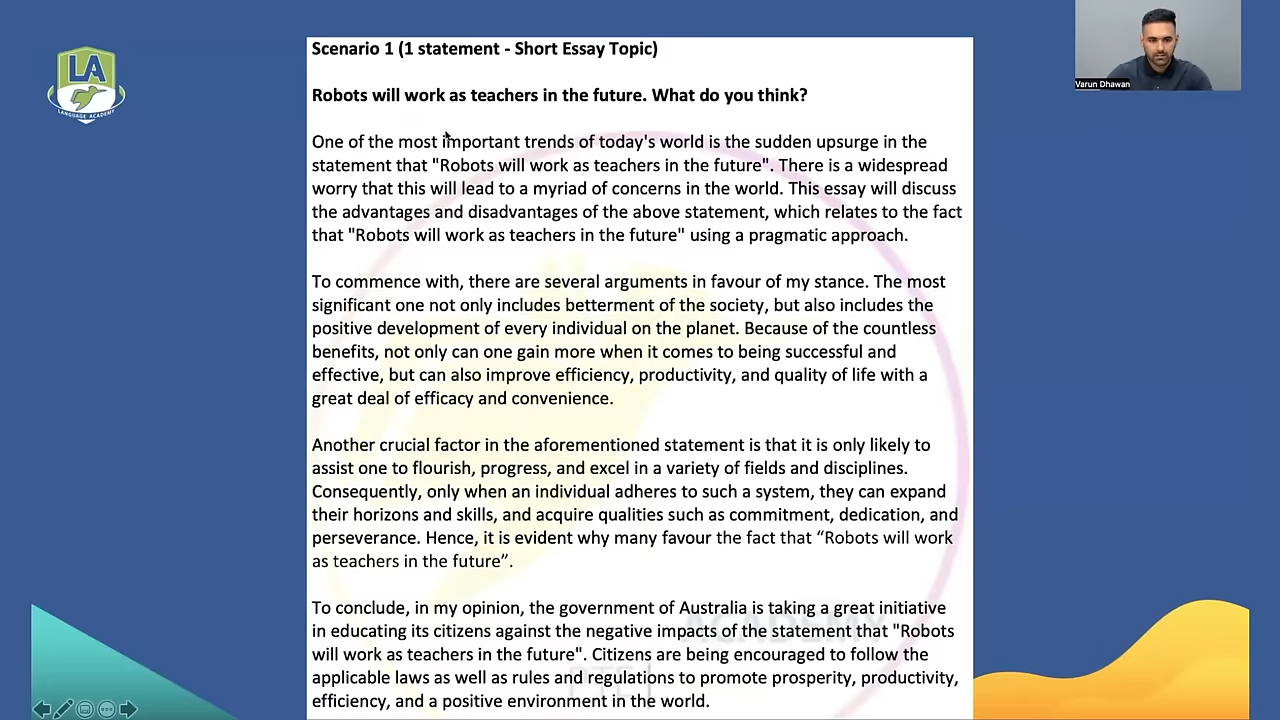 Scenario 1 (1 statement - Short Essay Topic)
Robots will work as teachers in the future. What do you think?
One of the most important trends of today's world is the sudden upsurge in the
statement that "Robots will work as teachers in the future". There is a widespread
worry that this will lead to a myriad of concerns in the world. This essay will discuss
the advantages and disadvantages of the above statement, which relates to the fact
that "Robots will work as teachers in the future" using a pragmatic approach.
To commence with, there are several arguments in favour of my stance. The most
significant one not only includes betterment of the society, but also includes the
positive development of every individual on the planet. Because of the countless
benefits, not only can one gain more when it comes to being successful and
effective, but can also improve efficiency, productivity, and quality of life with a
great deal of efficacy and convenience.
Another crucial factor in the aforementioned statement is that it is only likely to
assist one to flourish, progress, and excel in a variety of fields and disciplines.
Consequently, only when an individual adheres to such a system, they can expand
their horizons and skills, and acquire qualities such as commitment, dedication, and
perseverance. Hence, it is evident why many favour the fact that “Robots will work
as teachers in the future”.
To conclude, in my opinion, the government of Australia is taking a great initiative
in educating its citizens against the negative impacts of the statement that "Robots
will work as teachers in the future". Citizens are being encouraged to follow the
applicable laws as well as rules and regulations to promote prosperity, productivity,
efficiency, and a positive environment in the world.
LA
LANGUAGE ACADEMY
Varun Dhawan
ACADEMY
PTE